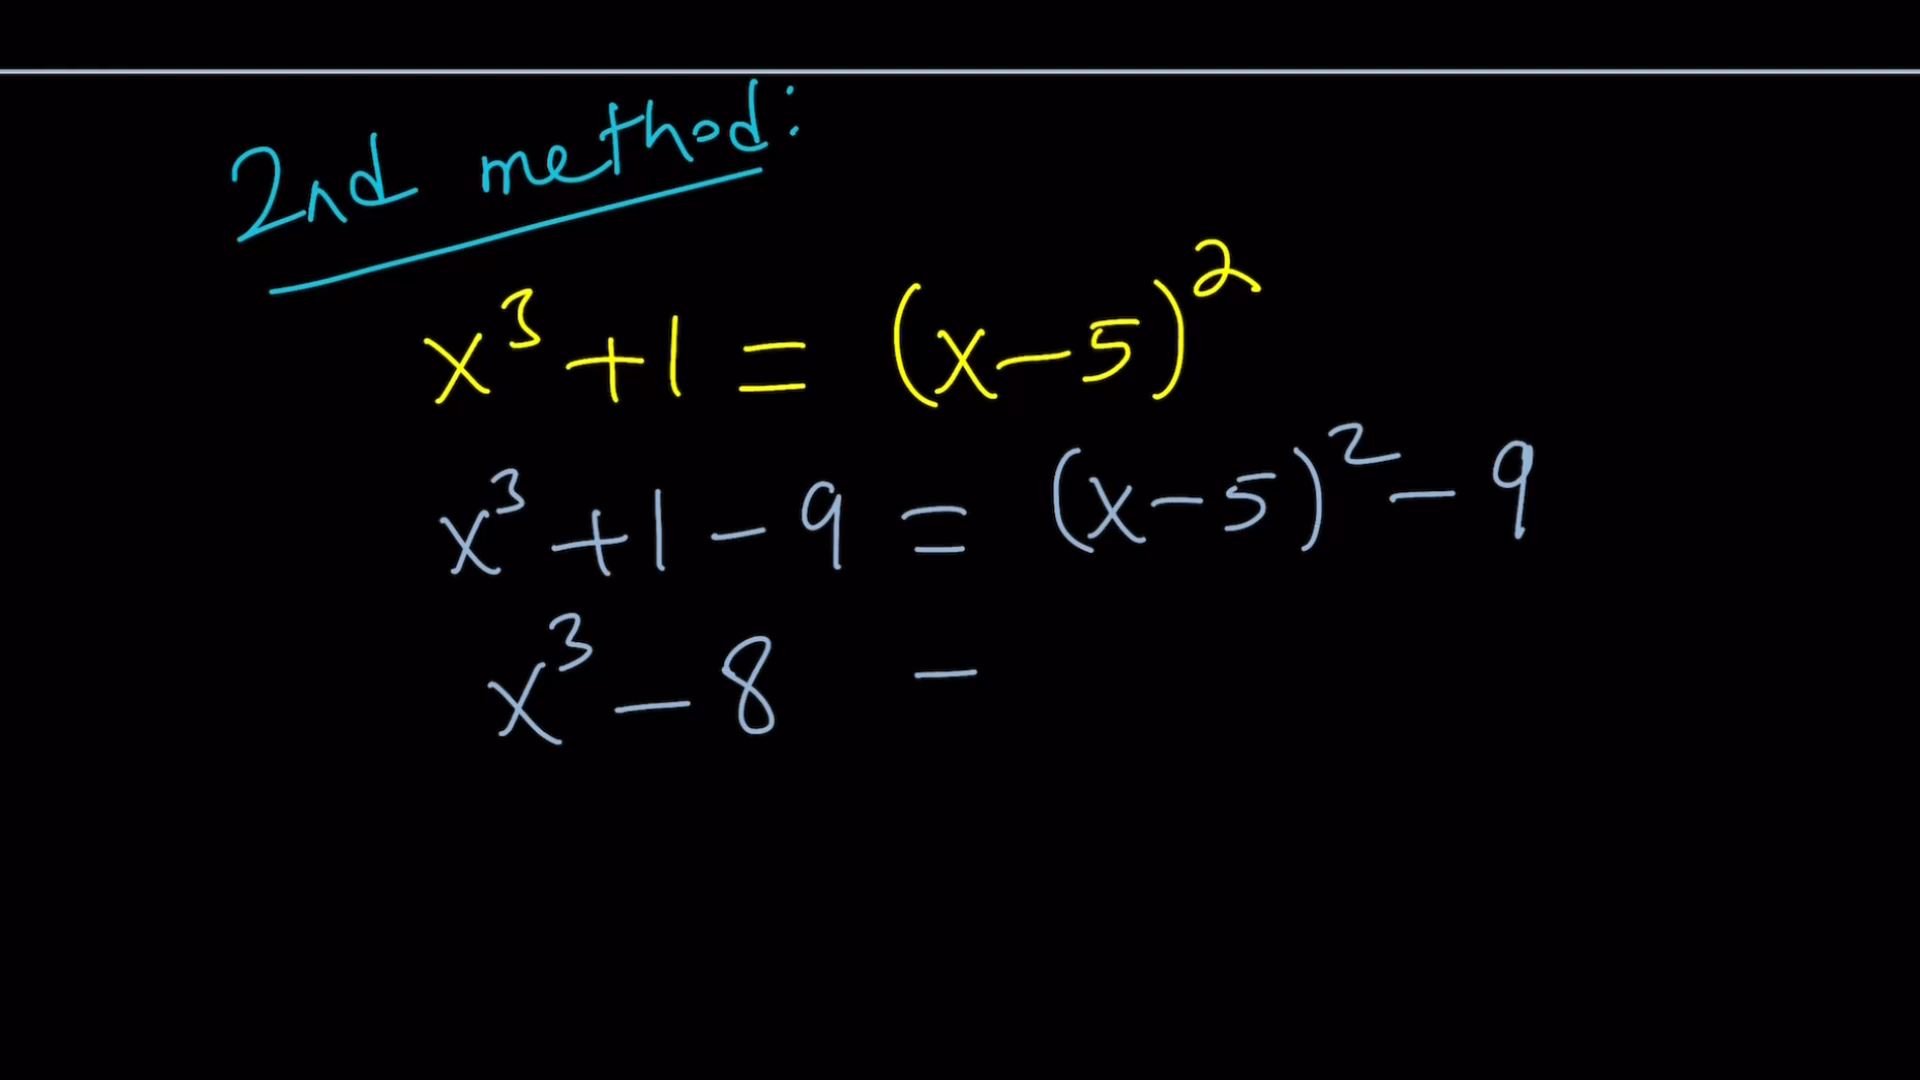 2nd method:
x³+1 = (x-5)²
x³+1-9 = (x-5)²-9
x³-8 -